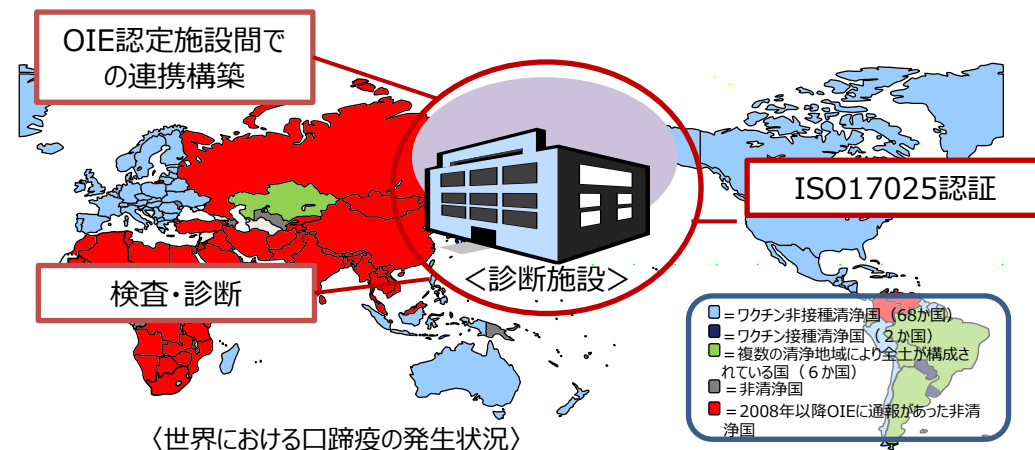 OIE認定施設間で
の連携構築
ISO17025認証
<診断施設>
検査・診断
=ワクチン非接種清浄国（68か国）
=ワクチン接種清浄国（２か国）
=複数の清浄地域により全土が構成さ
れている国（６か国）
=非清浄国
=2008年以降OIEに通報があった非清
浄国
〈世界における口蹄疫の発生状況〉